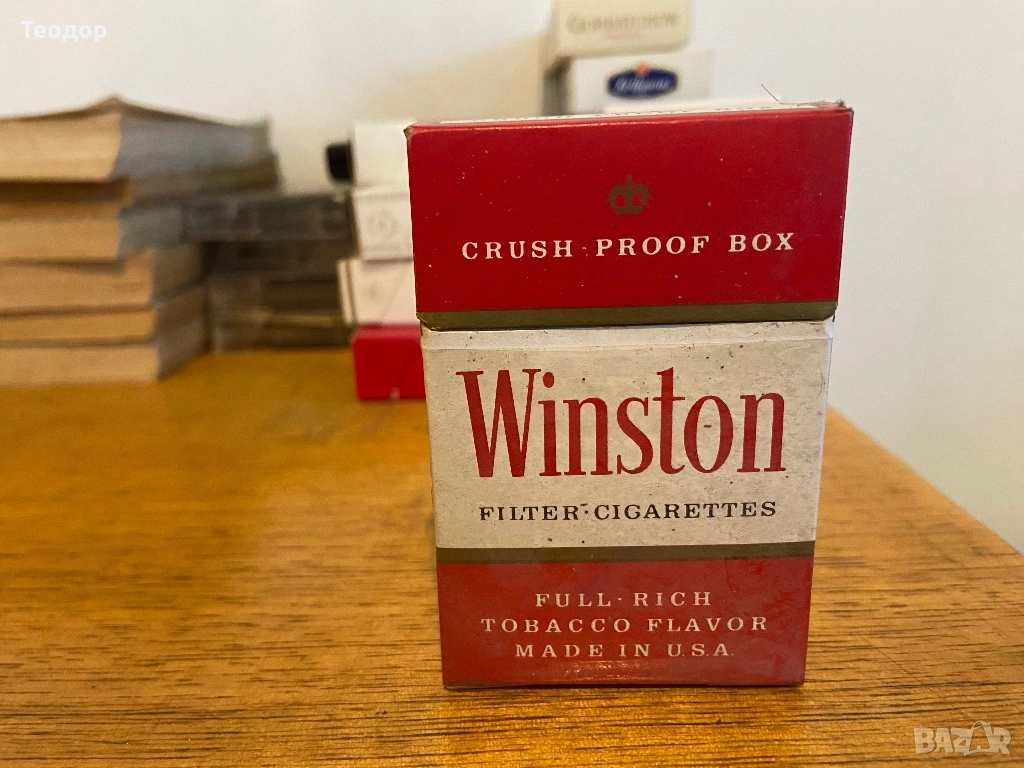 Теодор
CRUSH-PROOF BOX
Winston
FILTER·CIGARETTES
FULL·RICH
TOBACCO FLAVOR
MADE IN U.S.A.
BAZAR